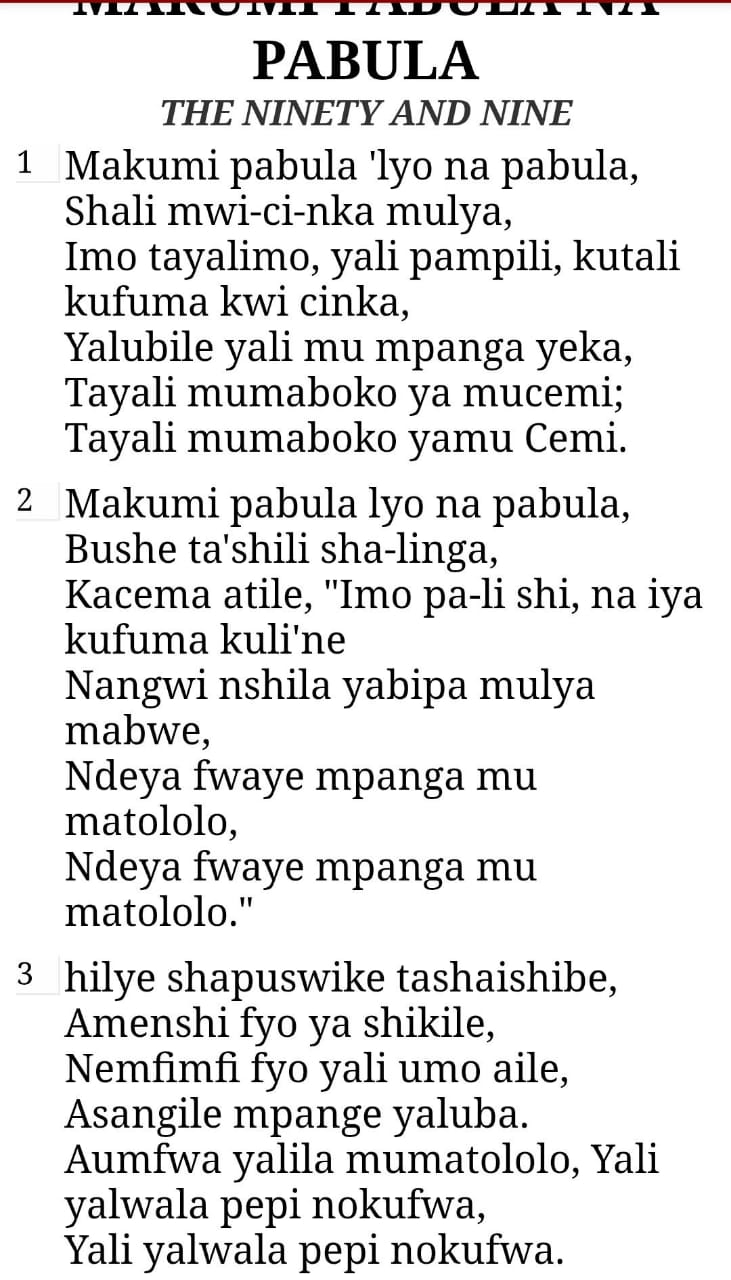 MAKUMI PABULA NA
PABULA
THE NINETY AND NINE
1 Makumi pabula 'lyo na pabula,
Shali mwi-ci-nka mulya,
Imo tayalimo, yali pampili, kutali
kufuma kwi cinka,
Yalubile yali mu mpanga yeka,
Tayali mumaboko ya mucemi;
Tayali mumaboko yamu Cemi.
2 Makumi pabula lyo na pabula,
Bushe ta'shili sha-linga,
Kacema atile, "Imo pa-li shi, na iya
kufuma kuli'ne
Nangwi nshila yabipa mulya
mabwe,
Ndeya fwaye mpanga mu
matololo,
Ndeya fwaye mpanga mu
matololo."
3 hilye shapuswike tashaishibe,
Amenshi fyo ya shikile,
Nemfimfi fyo yali umo aile,
Asangile mpange yaluba.
Aumfwa yalila mumatololo, Yali
yalwala pepi nokufwa,
Yali yalwala pepi nokufwa.